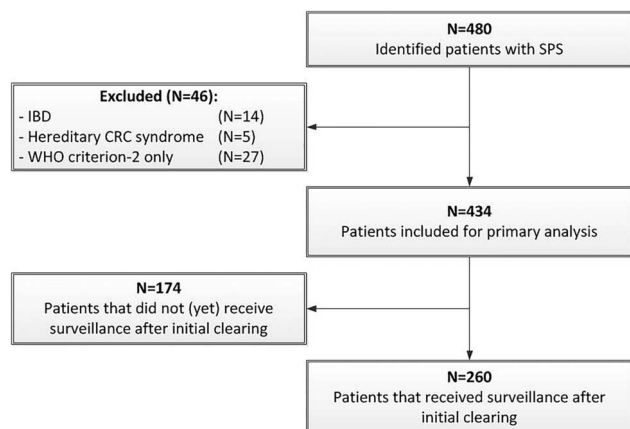 N=480
Identified patients with SPS
Excluded (N=46):
- IBD (N=14)
- Hereditary CRC syndrome (N=5)
- WHO criterion-2 only (N=27)
N=434
Patients included for primary analysis
N=174
Patients that did not (yet) receive
surveillance after initial clearing
N=260
Patients that received surveillance after
initial clearing